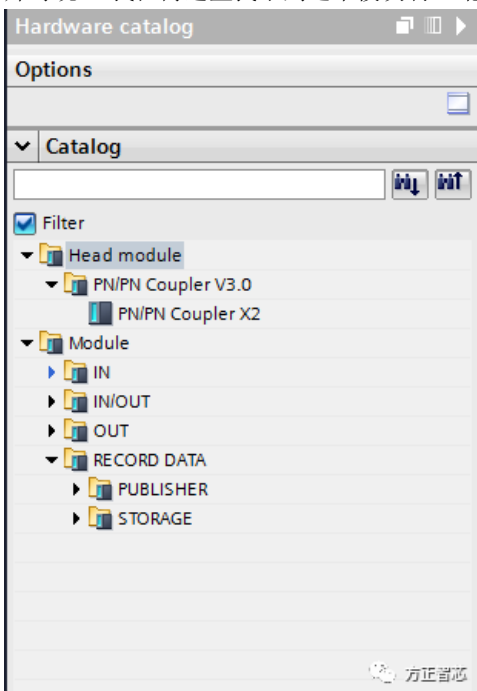 Hardware catalog
Options
Catalog
Filter
Head module
PN/PN Coupler V3.0
PN/PN Coupler X2
Module
IN
IN/OUT
OUT
RECORD DATA
PUBLISHER
STORAGE
方正智芯